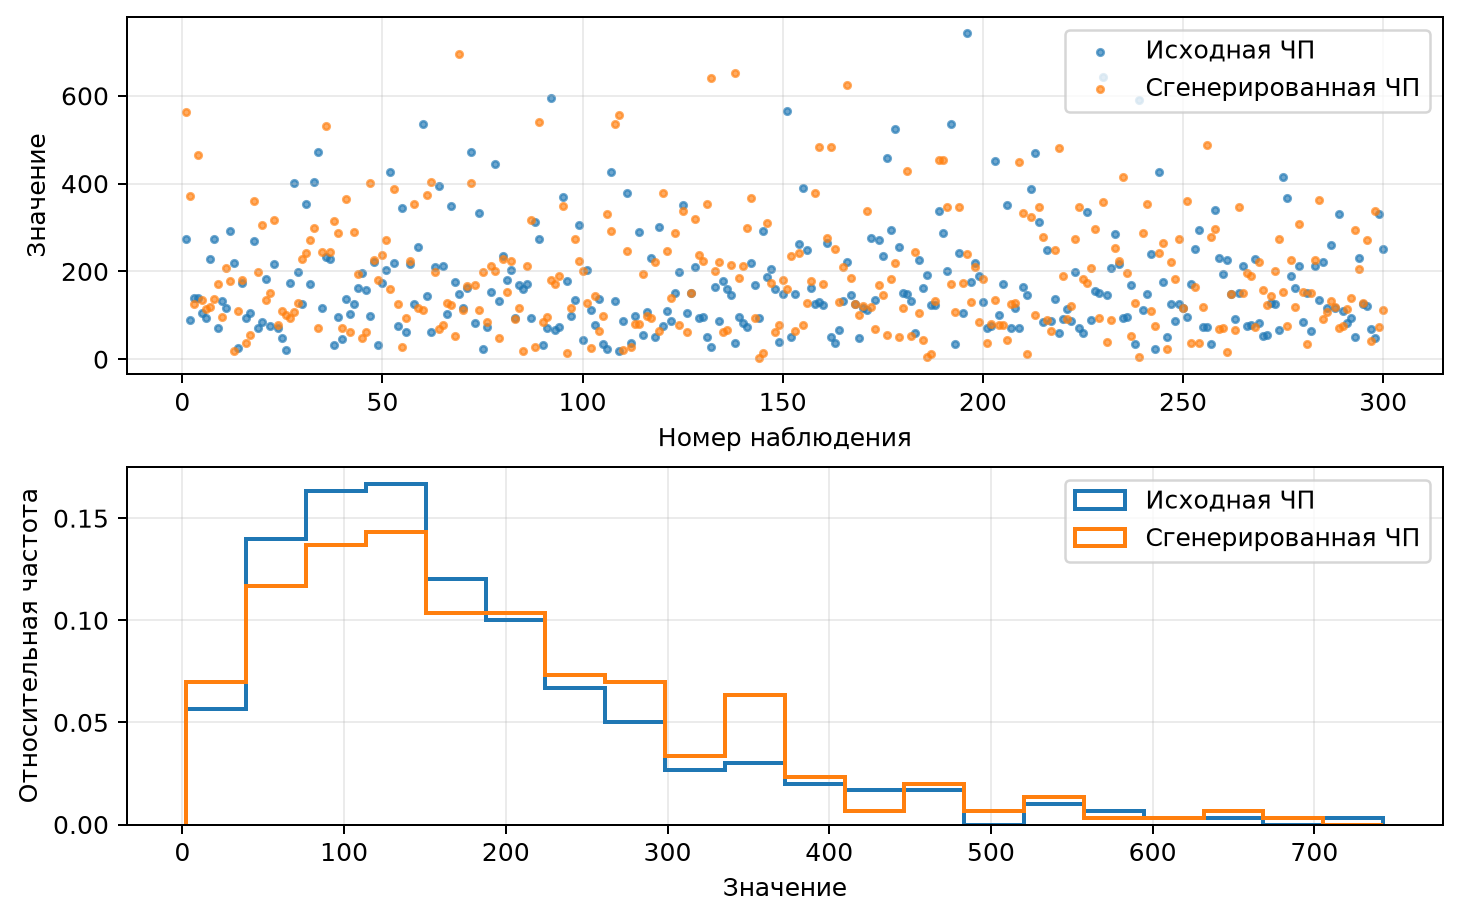 Значение
600
400
200
0
Исходная ЧП
Сгенерированная ЧП
0 50 100 150 200 250 300
Номер наблюдения
Относительная частота
0.15
0.10
0.05
0.00
Исходная ЧП
Сгенерированная ЧП
0 100 200 300 400 500 600 700
Значение